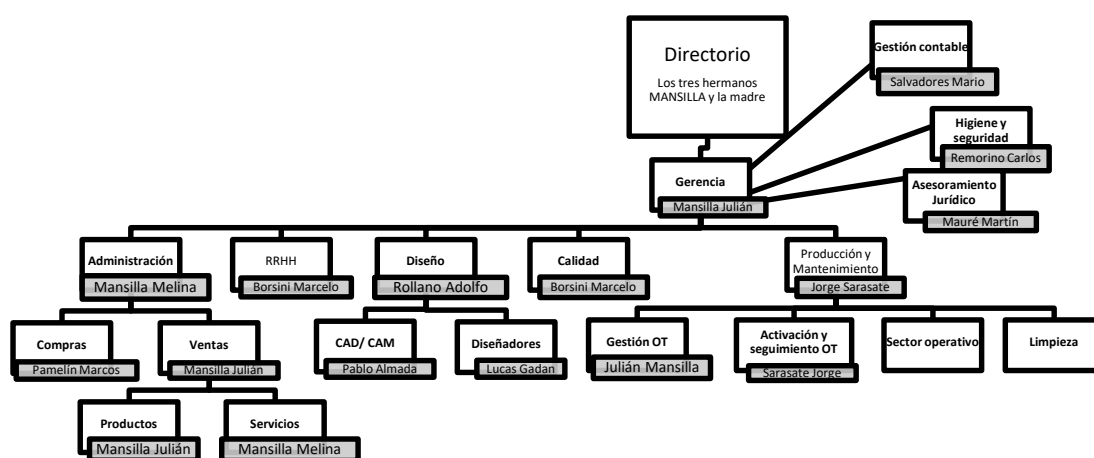 Directorio
Los tres hermanos
MANSILLA y la madre
Gestión contable
Salvadores Mario
Higiene y
seguridad
Remorino Carlos
Gerencia
Mansilla Julián
Asesoramiento
Jurídico
Mauré Martín
Administración
Mansilla Melina
RRHH
Borsini Marcelo
Diseño
Rollano Adolfo
Calidad
Borsini Marcelo
Producción y
Mantenimiento
Jorge Sarasate
Compras
Pamelín Marcos
Ventas
Mansilla Julián
CAD/ CAM
Pablo Almada
Diseñadores
Lucas Gadan
Gestión OT
Julián Mansilla
Activación y
seguimiento OT
Sarasate Jorge
Sector operativo
Limpieza
Productos
Mansilla Julián
Servicios
Mansilla Melina